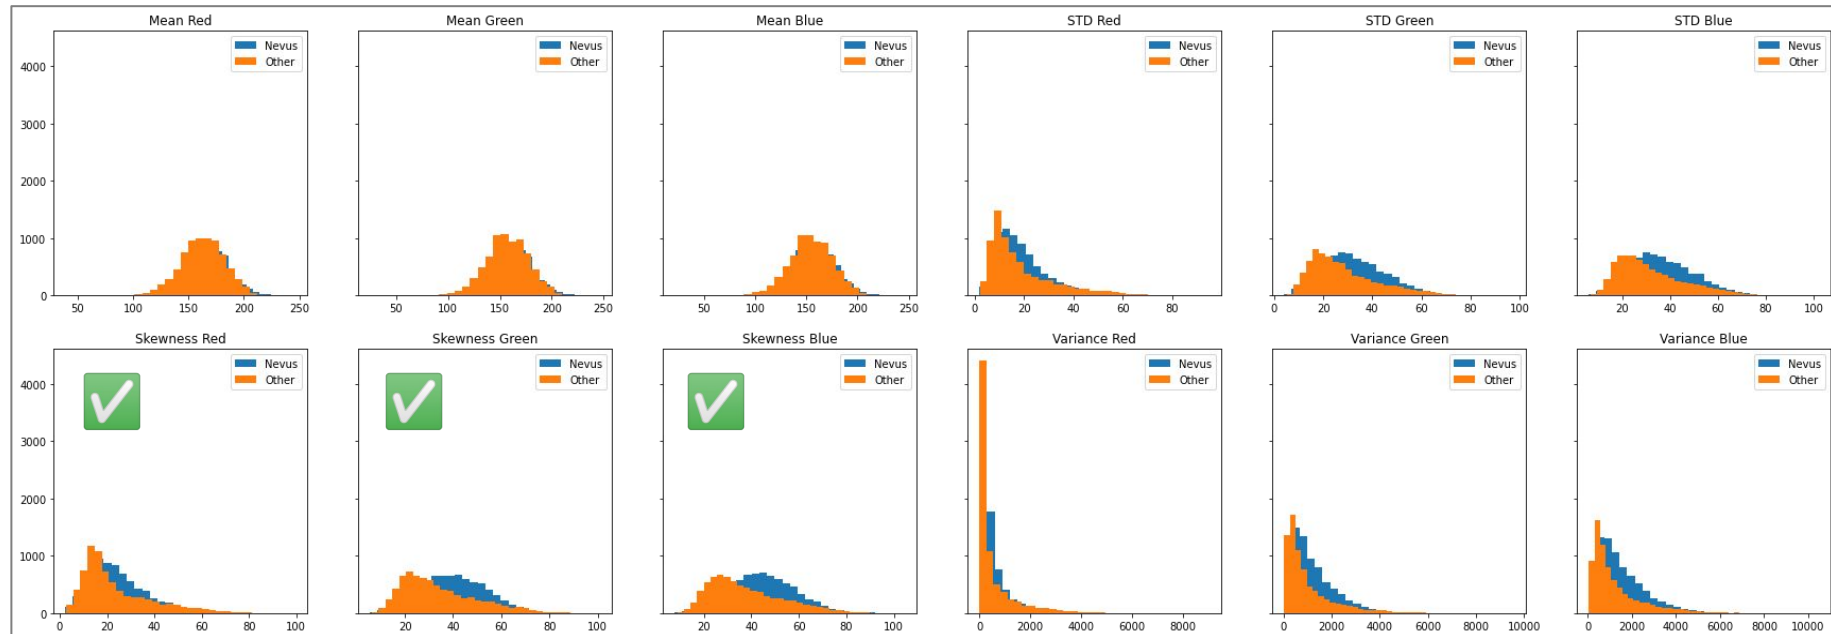 Mean Red
Mean Green
Mean Blue
STD Red
STD Green
STD Blue
Nevus
Other
Nevus
Other
Nevus
Other
Nevus
Other
Nevus
Other
Nevus
Other
4000
3000
2000
1000
0
50 100 150 200 250
50 100 150 200 250
50 100 150 200 250
0 20 40 60 80
20 40 60 80 100
20 40 60 80 100
Skewness Red
Skewness Green
Skewness Blue
Variance Red
Variance Green
Variance Blue
Nevus
Other
Nevus
Other
Nevus
Other
Nevus
Other
Nevus
Other
Nevus
Other
4000
3000
2000
1000
0
0 20 40 60 80 100
20 40 60 80 100
20 40 60 80 100
0 2000 4000 6000 8000
0 2000 4000 6000 8000 10000
0 2000 4000 6000 8000 10000